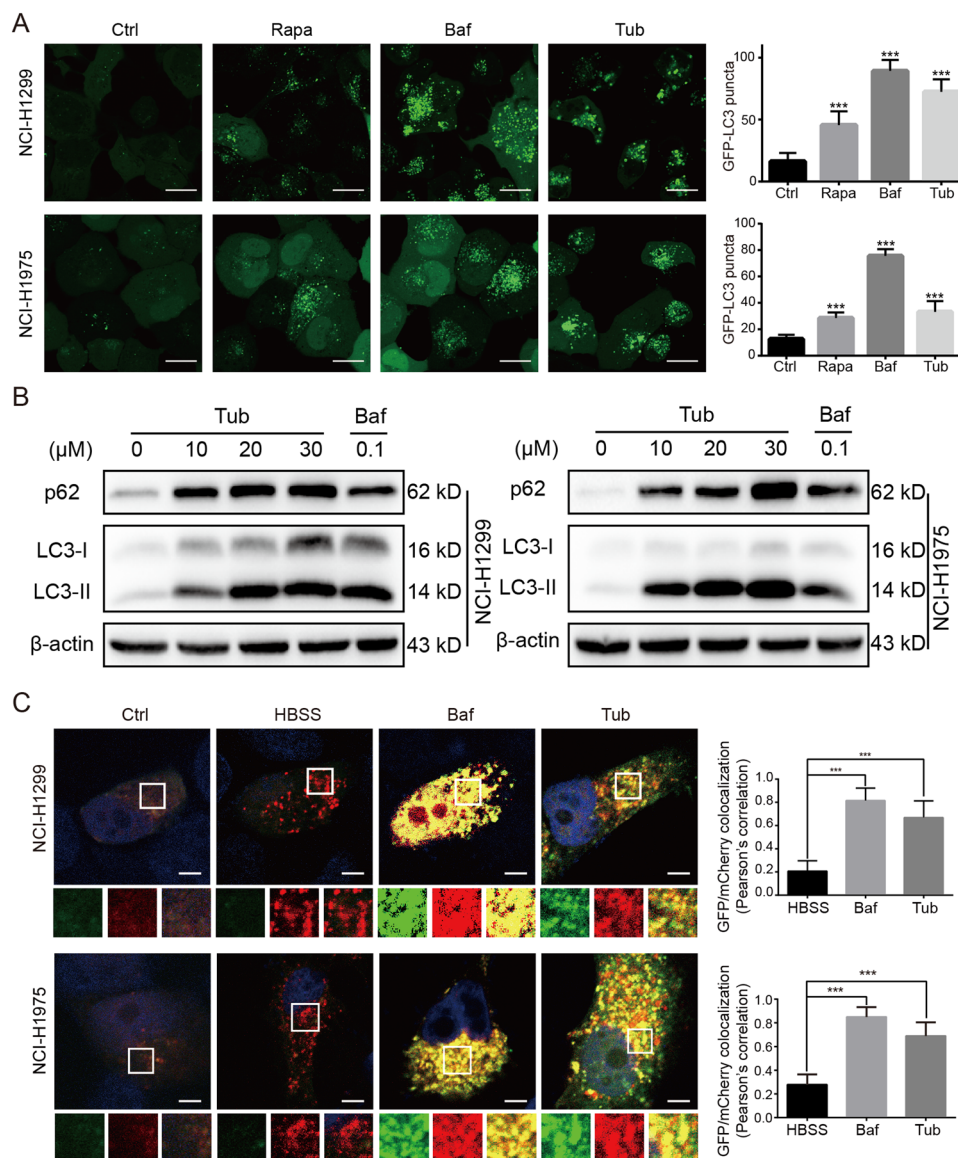 A
Ctrl Rapa Baf Tub
NCI-H1299
GFP-LC3 puncta
100
50
0
*** *** ***
Ctrl Rapa Baf Tub
NCI-H1975
GFP-LC3 puncta
80
60
40
20
0
*** *** ***
Ctrl Rapa Baf Tub
B
Tub Baf
(μM) 0 10 20 30 0.1
p62 62 kD
LC3-I 16 kD
LC3-II 14 kD
β-actin 43 kD
NCI-H1299
Tub Baf
(μM) 0 10 20 30 0.1
p62 62 kD
LC3-I 16 kD
LC3-II 14 kD
β-actin 43 kD
NCI-H1975
C
Ctrl HBSS Baf Tub
NCI-H1299
GFP/mCherry colocalization
(Pearson's correlation)
1.0
0.8
0.6
0.4
0.2
0.0
***
***
HBSS Baf Tub
NCI-H1975
GFP/mCherry colocalization
(Pearson's correlation)
1.0
0.8
0.6
0.4
0.2
0.0
***
***
HBSS Baf Tub